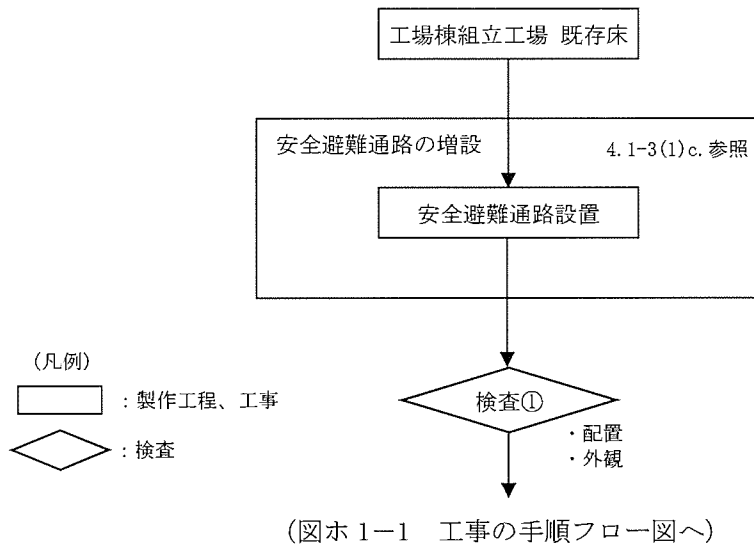 工場棟組立工場 既存床
安全避難通路の増設
4.1-3(1)c.参照
安全避難通路設置
検査①
・配置
・外観
(凡例)
：製作工程、工事
：検査
(図ホ1－1　工事の手順フロー図へ)